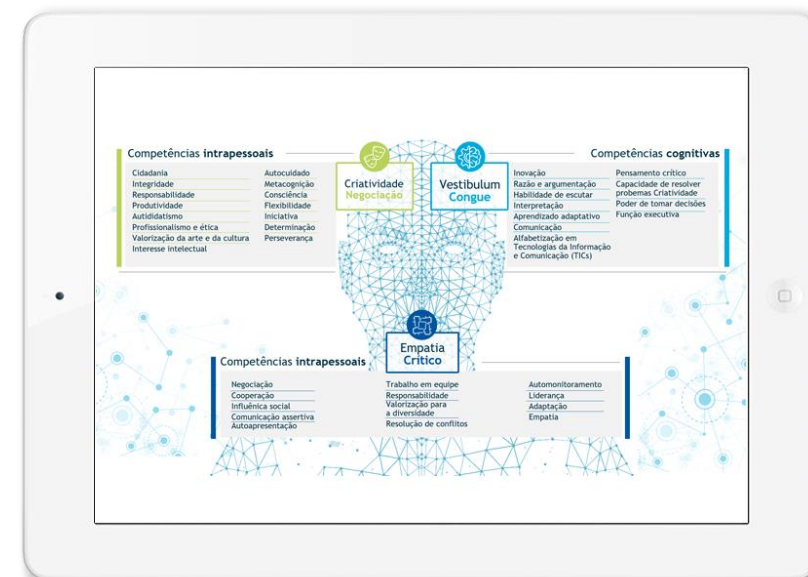 Competências intrapessoais
Cidadania
Integridade
Responsabilidade
Produtividade
Autididatismo
Profissionalismo e ética
Valorização da arte e da cultura
Interesse intelectual
Autocuidado
Metacognição
Consciência
Flexibilidade
Iniciativa
Determinação
Perseverança
Criatividade
Negociação
Vestibulum
Congue
Competências cognitivas
Inovação
Razão e argumentação
Habilidade de escutar
Interpretação
Aprendizado adaptativo
Comunicação
Alfabetização em
Tecnologias da Informação
e Comunicação (TICs)
Pensamento crítico
Capacidade de resolver
probemas Criatividade
Poder de tomar decisões
Função executiva
Empatia
Crítico
Competências intrapessoais
Negociação
Cooperação
Influênica social
Comunicação assertiva
Autoapresentação
Trabalho em equipe
Responsabilidade
Valorização para
a diversidade
Resolução de conflitos
Automonitoramento
Liderança
Adaptação
Empatia